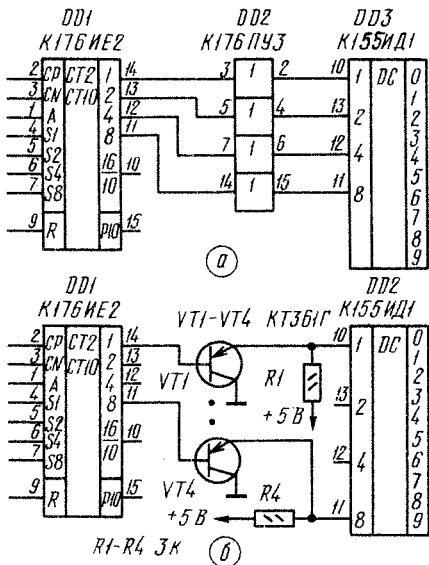 DD1 DD2 DD3
К176ИЕ2 К176ПУ3 К155ИД1
2 CP CT2 1 14 3 1 2 10 1 DC 0
3 CN CT10 2 13 5 1 4 13 2 1
1 A 4 12 7 1 6 12 4 2
4 S1 8 11 14 1 15 11 8 3
5 S2 4
6 S4 16/10 10 5
7 S8 6
9 R P10 15 7
8
9
а
DD1 DD2
К176ИЕ2 VT1-VT4 КТ361Г К155ИД1
2 CP CT2 1 14 10 1 DC 0
3 CN CT10 2 13 VT1 R1 1
1 A 4 12 13 2 2
4 S1 8 11 +5 В 3
5 S2 4
6 S4 16/10 10 12 4 5
7 S8 VT4 R4 6
9 R P10 15 +5 В 11 8 7
8
9
R1-R4 3к
б